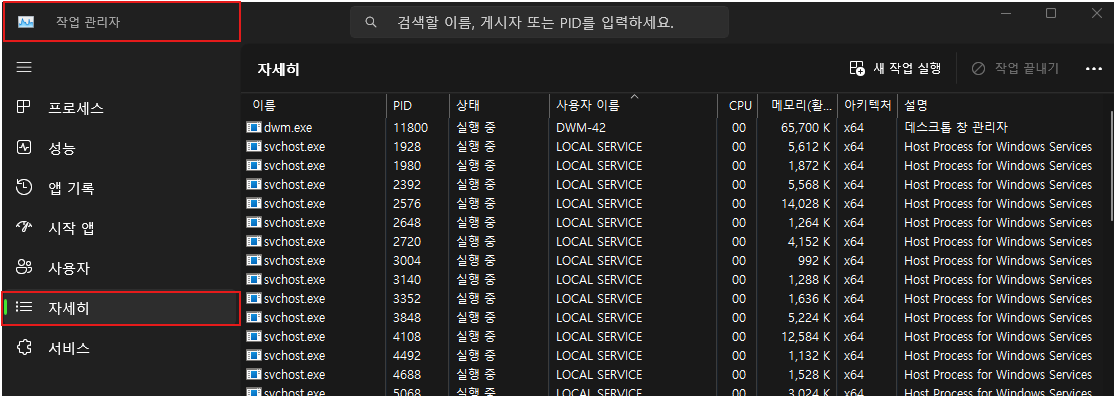 작업 관리자
검색할 이름, 게시자 또는 PID를 입력하세요.
자세히 새 작업 실행 작업 끝내기
프로세스
성능
앱 기록
시작 앱
사용자
자세히
서비스
이름 PID 상태 사용자 이름 CPU 메모리(활... 아키텍처 설명
dwm.exe 11800 실행 중 DWM-42 00 65,700 K x64 데스크톱 창 관리자
svchost.exe 1928 실행 중 LOCAL SERVICE 00 5,612 K x64 Host Process for Windows Services
svchost.exe 1980 실행 중 LOCAL SERVICE 00 1,872 K x64 Host Process for Windows Services
svchost.exe 2392 실행 중 LOCAL SERVICE 00 5,568 K x64 Host Process for Windows Services
svchost.exe 2576 실행 중 LOCAL SERVICE 00 14,028 K x64 Host Process for Windows Services
svchost.exe 2648 실행 중 LOCAL SERVICE 00 1,264 K x64 Host Process for Windows Services
svchost.exe 2720 실행 중 LOCAL SERVICE 00 4,152 K x64 Host Process for Windows Services
svchost.exe 3004 실행 중 LOCAL SERVICE 00 992 K x64 Host Process for Windows Services
svchost.exe 3140 실행 중 LOCAL SERVICE 00 1,288 K x64 Host Process for Windows Services
svchost.exe 3352 실행 중 LOCAL SERVICE 00 1,636 K x64 Host Process for Windows Services
svchost.exe 3848 실행 중 LOCAL SERVICE 00 5,224 K x64 Host Process for Windows Services
svchost.exe 4108 실행 중 LOCAL SERVICE 00 12,584 K x64 Host Process for Windows Services
svchost.exe 4492 실행 중 LOCAL SERVICE 00 1,132 K x64 Host Process for Windows Services
svchost.exe 4688 실행 중 LOCAL SERVICE 00 1,528 K x64 Host Process for Windows Services
svchost.exe 5068 실행 중 LOCAL SERVICE 00 3,024 K x64 Host Process for Windows Services